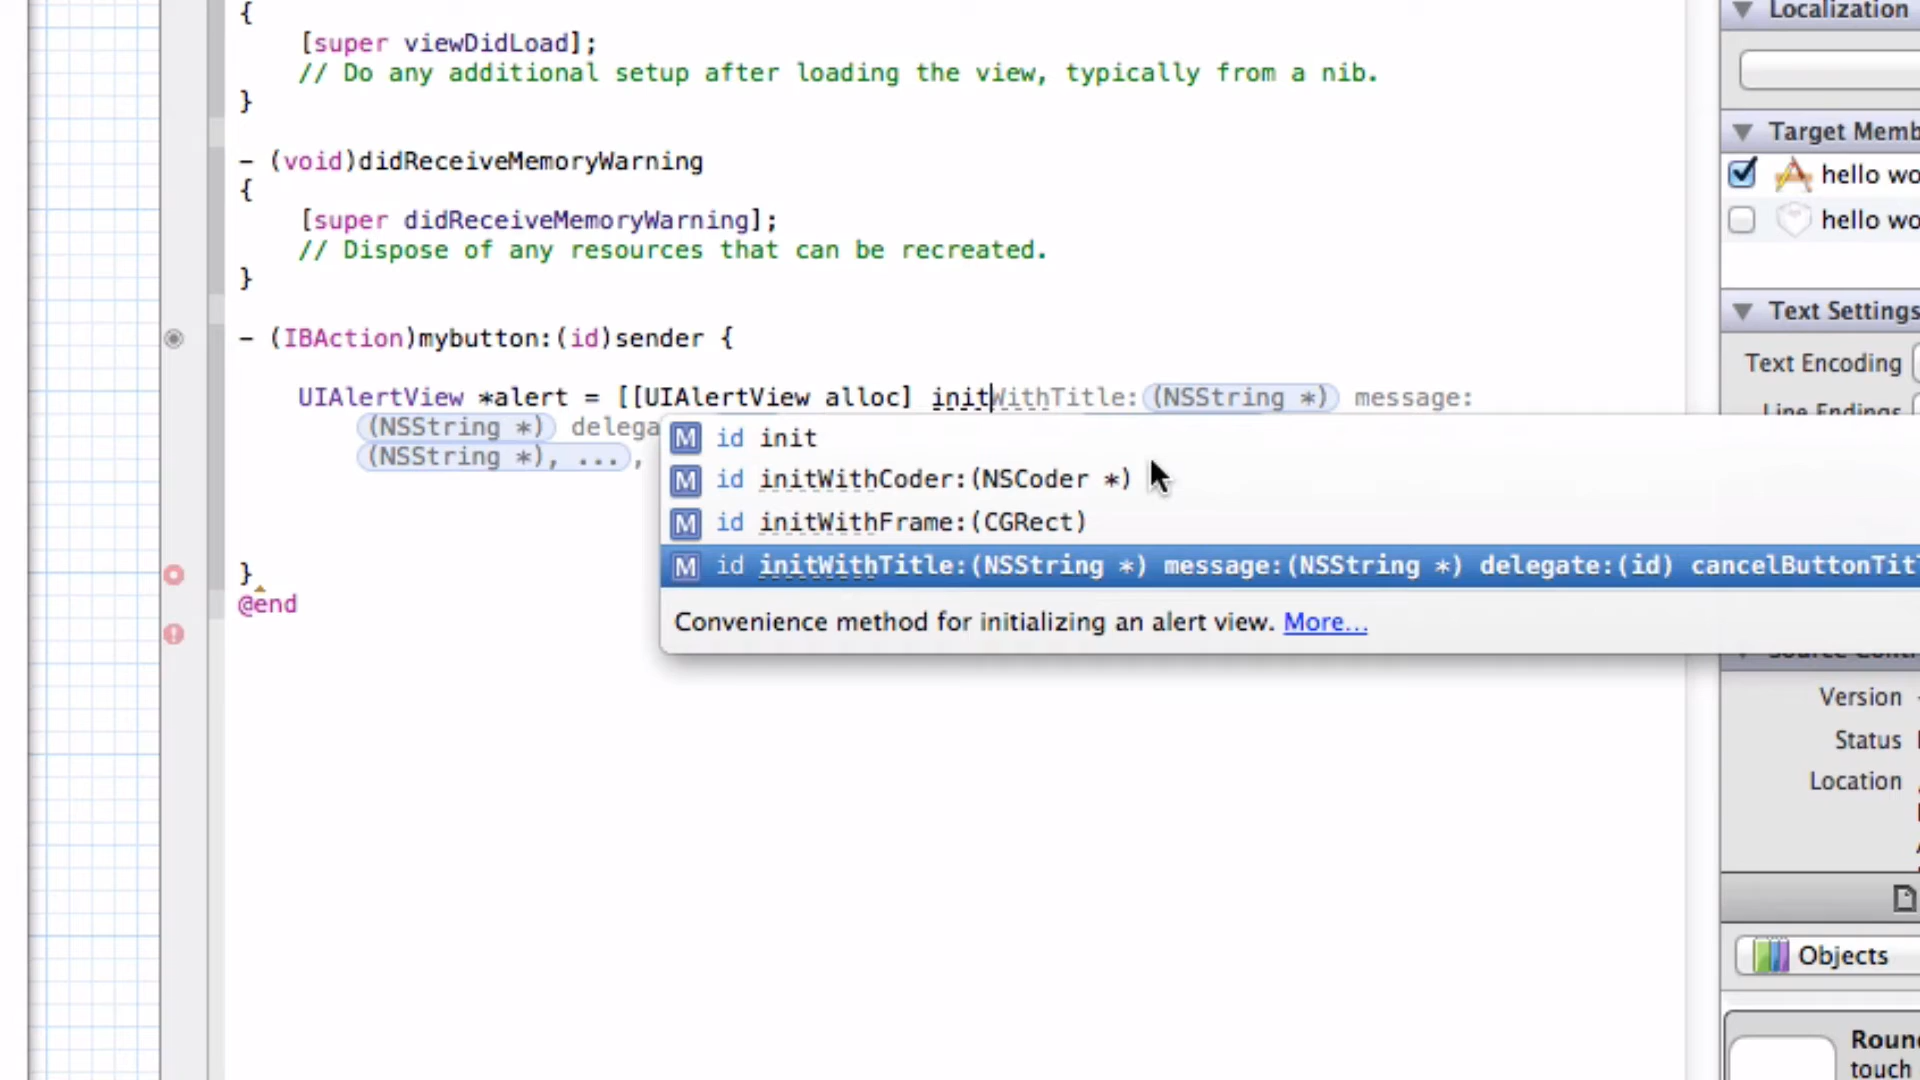 {
[super viewDidLoad];
// Do any additional setup after loading the view, typically from a nib.
}
- (void)didReceiveMemoryWarning
{
[super didReceiveMemoryWarning];
// Dispose of any resources that can be recreated.
}
- (IBAction)mybutton:(id)sender {
UIAlertView *alert = [[UIAlertView alloc] initWithTitle:(NSString *) message:
(NSString *) delega
(NSString *), ...,
M id init
M id initWithCoder:(NSCoder *)
M id initWithFrame:(CGRect)
M id initWithTitle:(NSString *) message:(NSString *) delegate:(id) cancelButtonTitl
Convenience method for initializing an alert view. More...
}
@end
Localization
Target Memb
hello wo
hello wo
Text Settings
Text Encoding
Line Endings
Version
Status
Location
Objects
Roun
touch